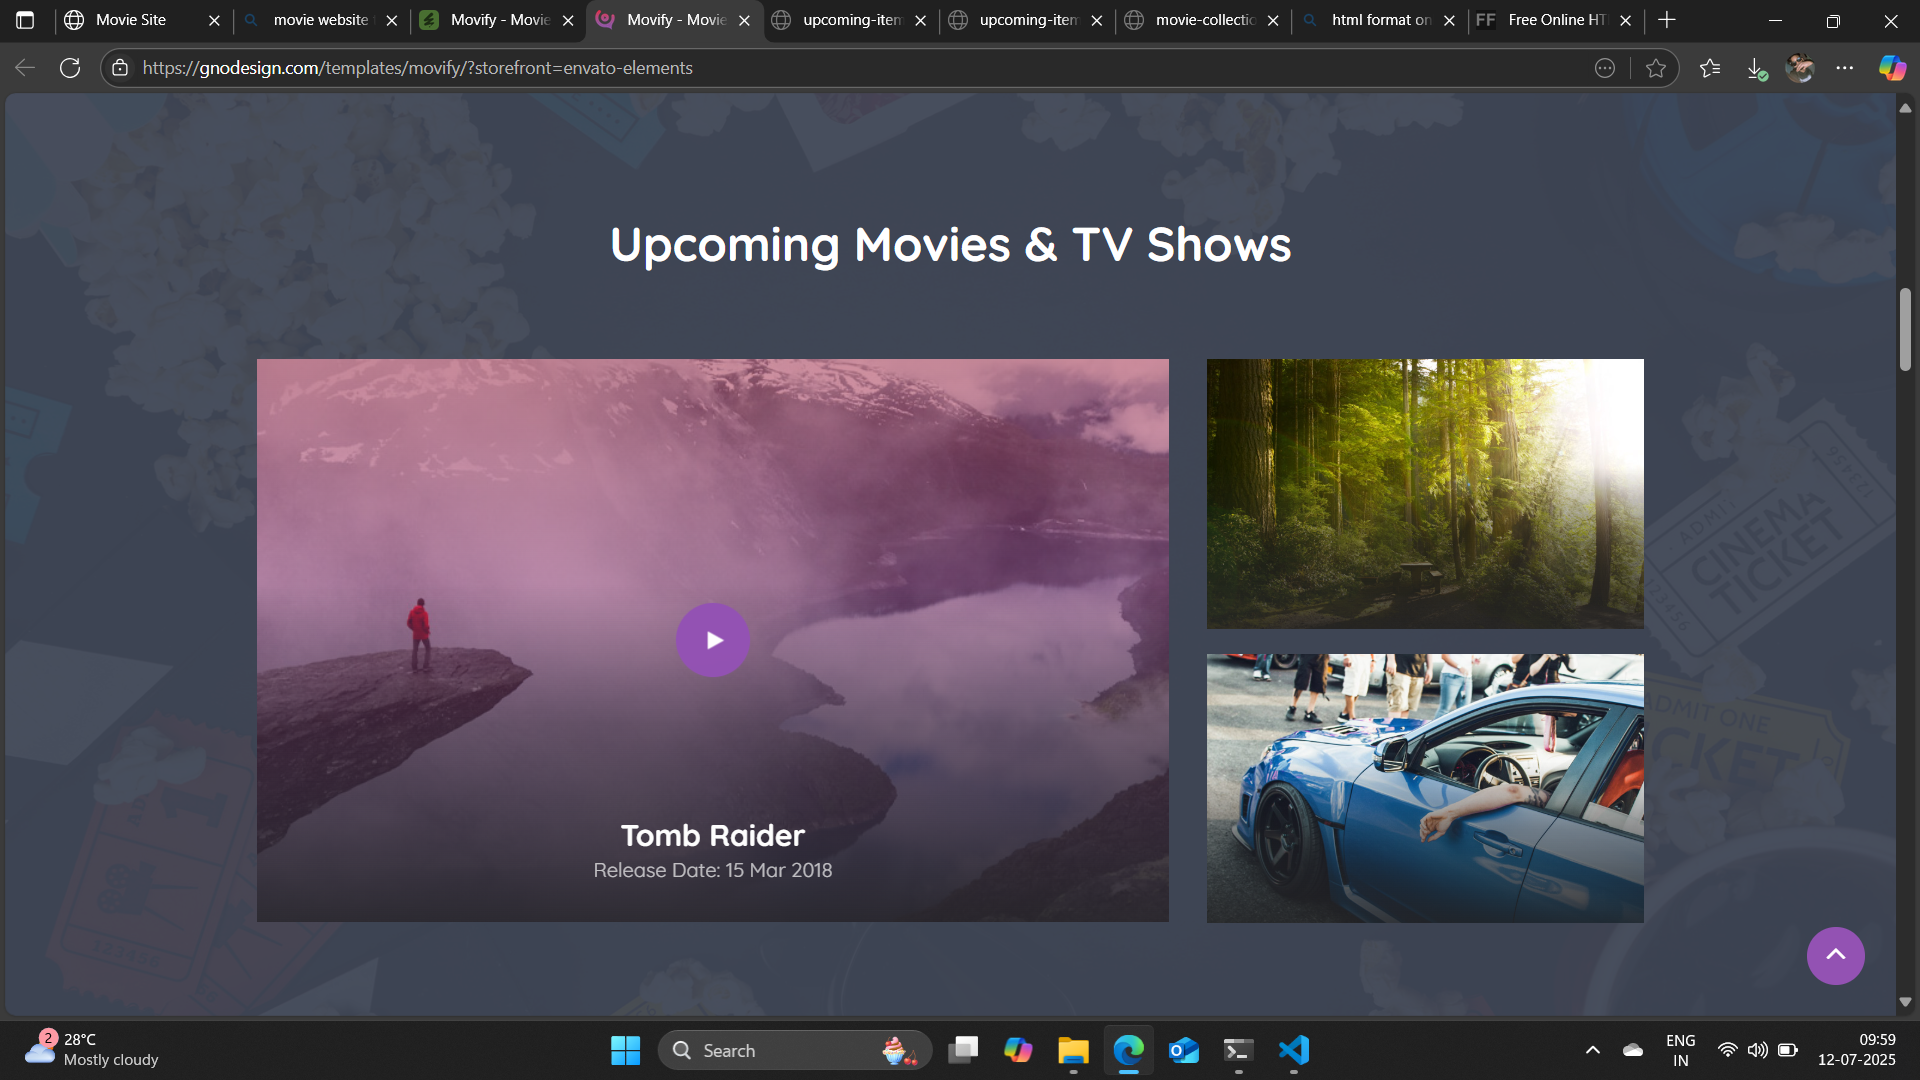 Movie Site
movie website
Movify - Movie
Movify - Movie
upcoming-item
upcoming-item
movie-collectio
html format on
FF
Free Online HT
https://gnodesign.com/templates/movify/?storefront=envato-elements
Upcoming Movies & TV Shows
Tomb Raider
Release Date: 15 Mar 2018
ADMIT
CINEMA
TICKET
123456
123456
ADMIT ONE
TICKET
123456
2
28°C
Mostly cloudy
Search
ENG
IN
09:59
12-07-2025